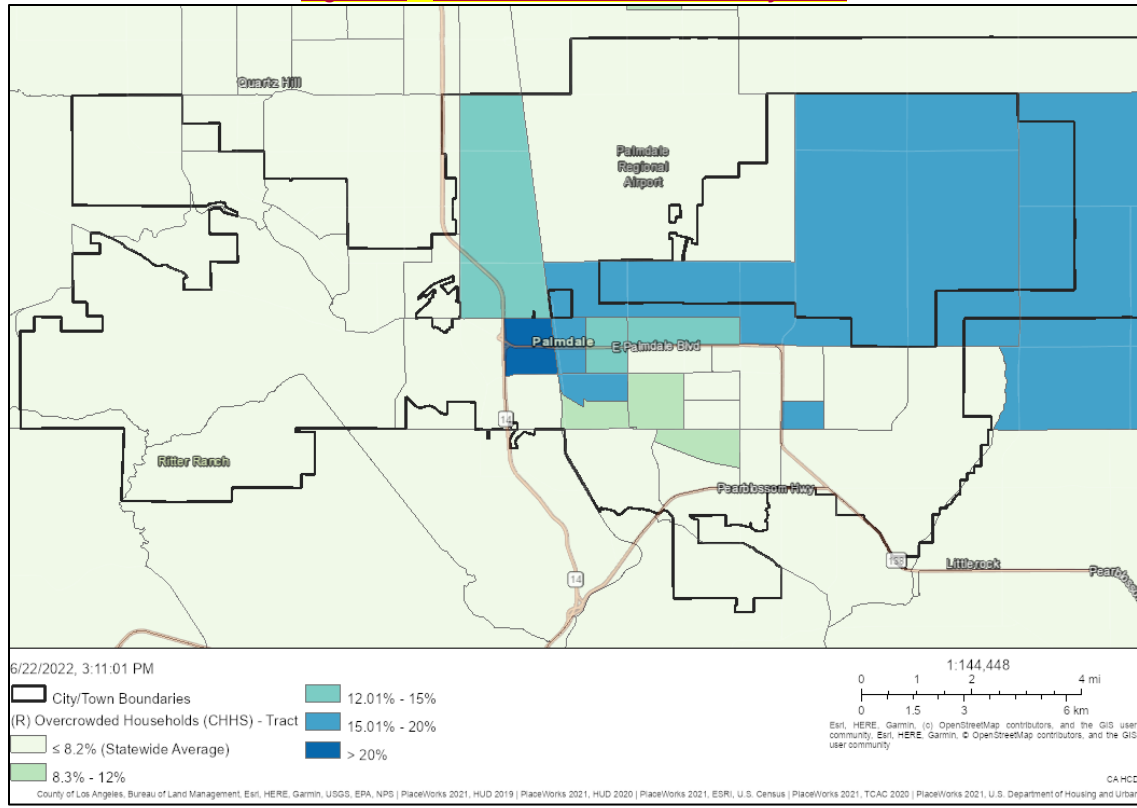 Quartz Hill
Palmdale
Regional
Airport
Palmdale
E Palmdale Blvd
14
Ritter Ranch
Pearblossom Hwy
14
Littlerock
6/22/2022, 3:11:01 PM
City/Town Boundaries
(R) Overcrowded Households (CHHS) - Tract
≤ 8.2% (Statewide Average)
8.3% - 12%
12.01% - 15%
15.01% - 20%
> 20%
1:144,448
0 1 2 4 mi
0 1.5 3 6 km
Esri, HERE, Garmin, (c) OpenStreetMap contributors, and the GIS user
community, Esri, HERE, Garmin, © OpenStreetMap contributors, and the GIS
user community
CA HCD
County of Los Angeles, Bureau of Land Management, Esri, HERE, Garmin, USGS, EPA, NPS | PlaceWorks 2021, HUD 2019 | PlaceWorks 2021, HUD 2020 | PlaceWorks 2021, ESRI, U.S. Census | PlaceWorks 2021, TCAC 2020 | PlaceWorks 2021, U.S. Department of Housing and Urban